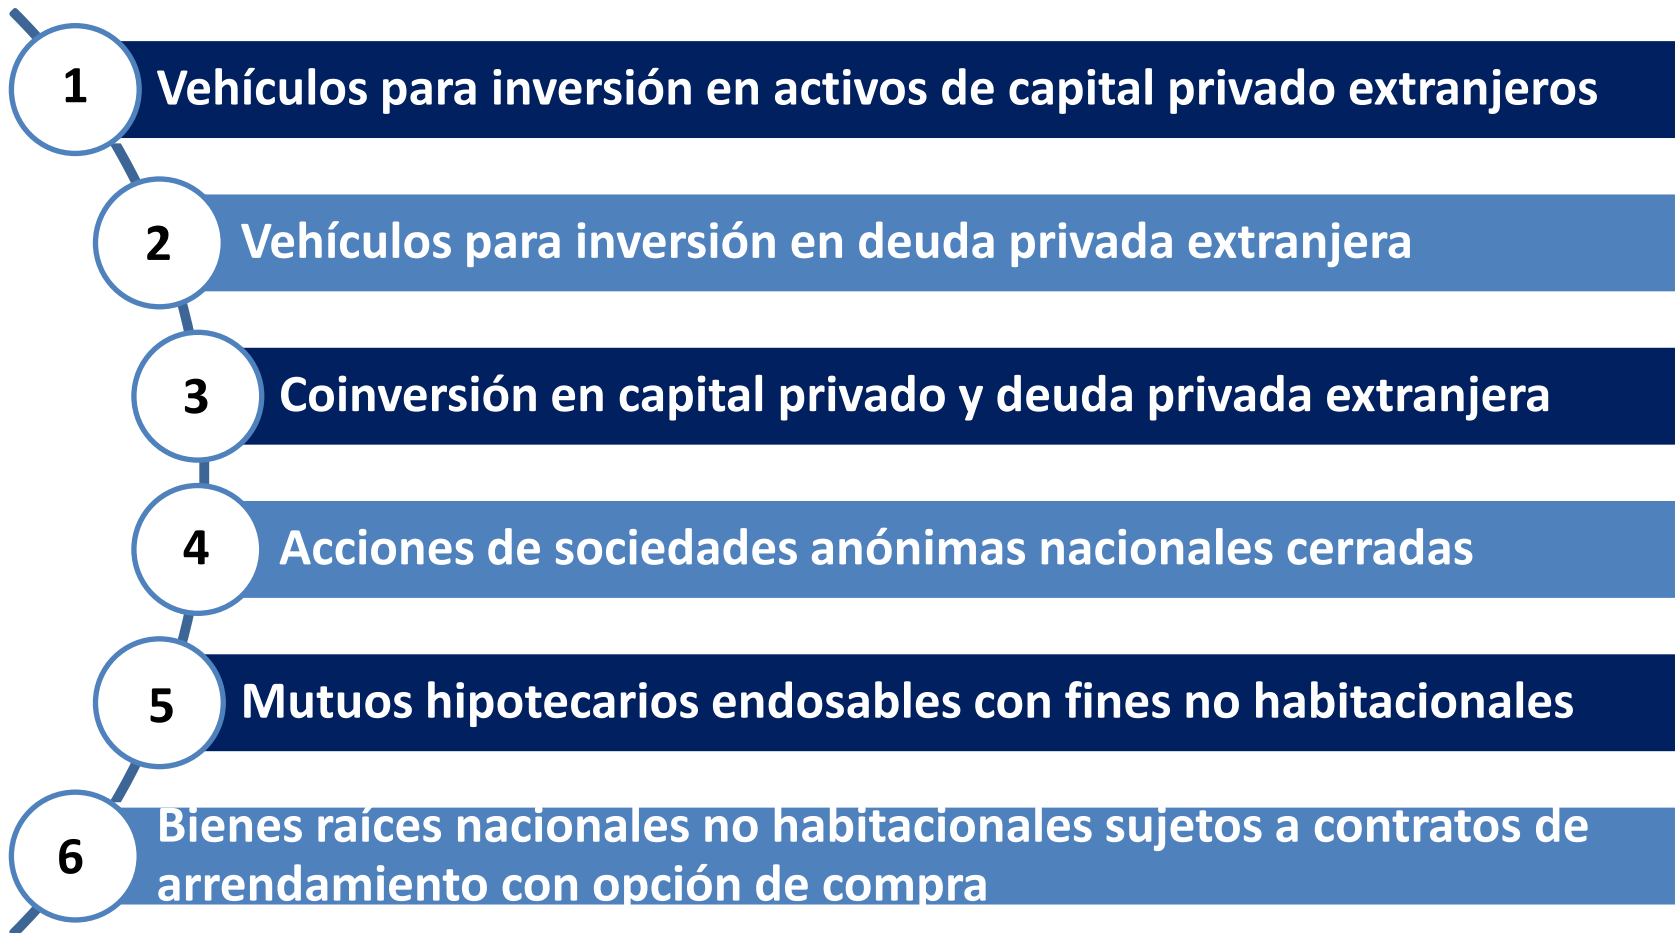 1
Vehículos para inversión en activos de capital privado extranjeros
2
Vehículos para inversión en deuda privada extranjera
3
Coinversión en capital privado y deuda privada extranjera
4
Acciones de sociedades anónimas nacionales cerradas
5
Mutuos hipotecarios endosables con fines no habitacionales
6
Bienes raíces nacionales no habitacionales sujetos a contratos de
arrendamiento con opción de compra